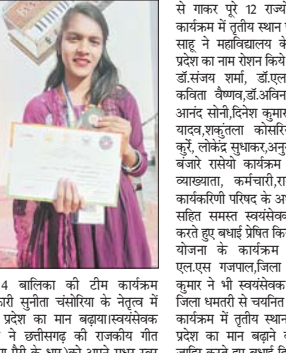 से गाकर पूरे 12 राज्यों
कार्यक्रम में तृतीय स्थान
साहू ने महाविद्यालय के
प्रदेश का नाम रोशन किये
डॉ.संजय शर्मा, डॉ.एल
कविता वैष्णव,डॉ.अविन
आनंद सोनी,दिनेश कुमार
यादव,शकुंतला कोसरि
कुर्रे, लोकेंद्र सुधाकर,अनु
बंजारे रासेयो कार्यक्रम
व्याख्याता, कर्मचारी,रा
कार्यकरिणी परिषद के अ
सहित समस्त स्वयंसेव
करते हुए बधाई प्रेषित कि
योजना के कार्यक्रम
एल.एस गजपाल,जिला
कुमार ने भी स्वयंसेवक
जिला धमतरी से चयनित
कार्यक्रम में तृतीय स्थान
प्रदेश का मान बढ़ाने
4 बालिका की टीम कार्यक्रम
कारी सुनीता चंसोरिया के नेतृत्व में
प्रदेश का मान बढ़ाया।स्वयंसेवक
ने छत्तीसगढ़ की राजकीय गीत